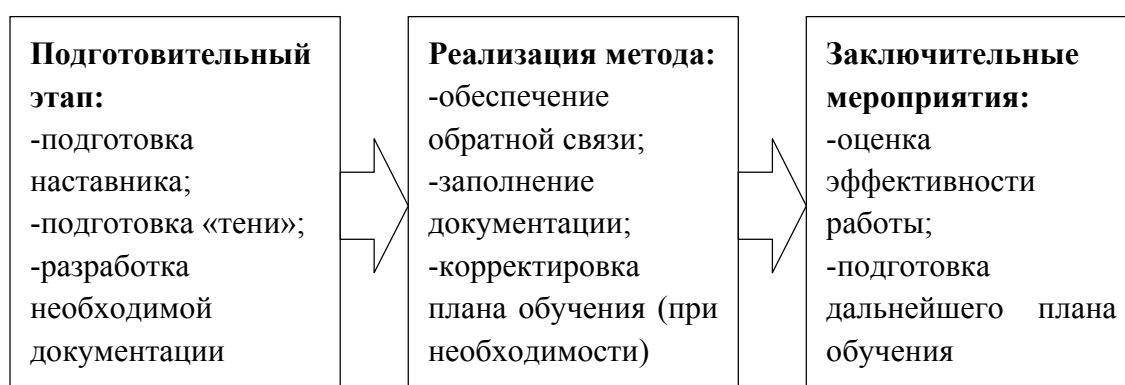 Подготовительный
этап:
-подготовка
наставника;
-подготовка «тени»;
-разработка
необходимой
документации
Реализация метода:
-обеспечение
обратной связи;
-заполнение
документации;
-корректировка
плана обучения (при
необходимости)
Заключительные
мероприятия:
-оценка
эффективности
работы;
-подготовка
дальнейшего плана
обучения